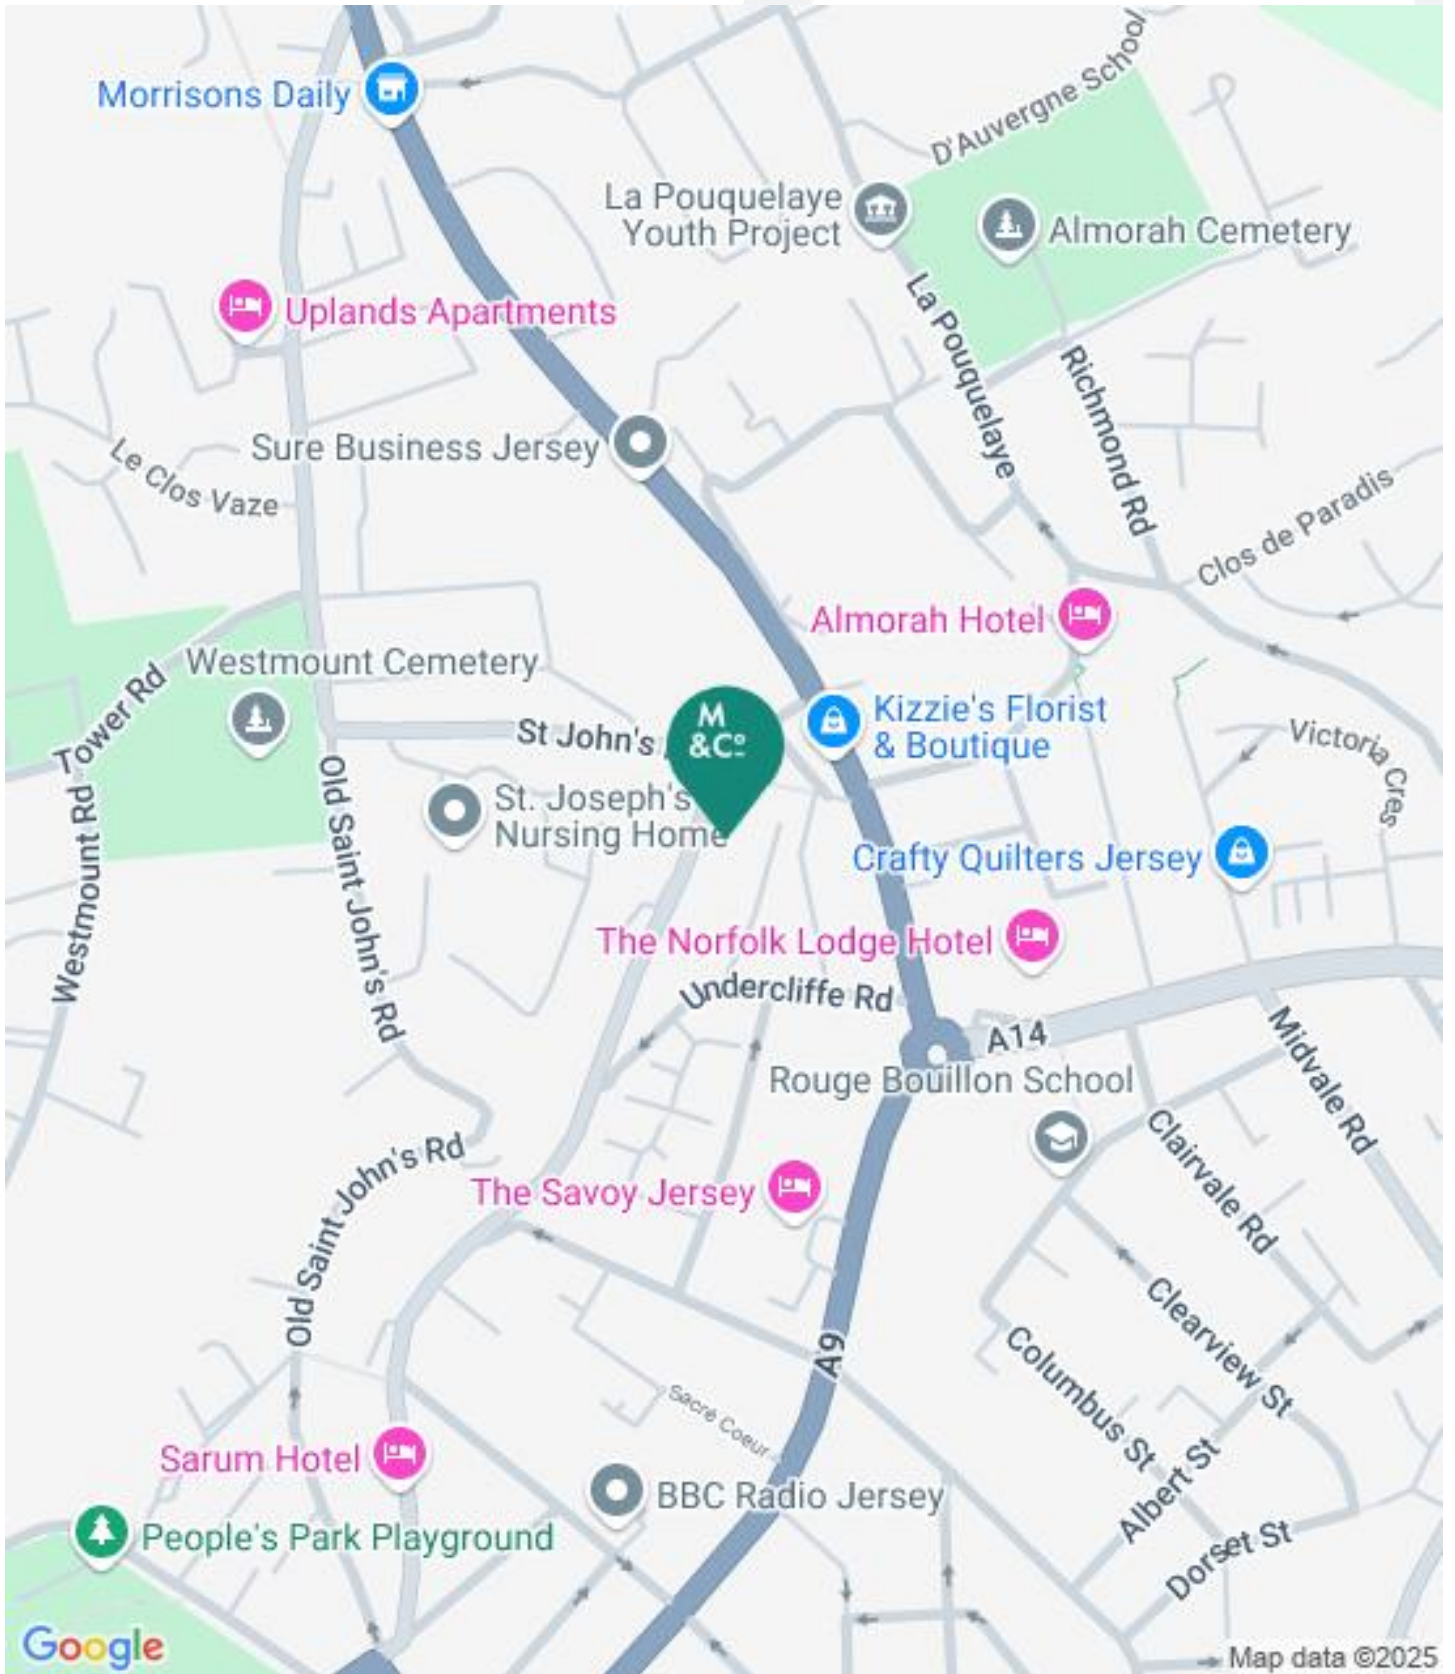 D'Auvergne School
Morrisons Daily
La Pouquelaye
Youth Project
Almorah Cemetery
Uplands Apartments
La Pouquelaye
Richmond Rd
Sure Business Jersey
Le Clos Vaze
Clos de Paradis
Almorah Hotel
Westmount Cemetery
Tower Rd
M
&Cº
St John's
Kizzie's Florist
& Boutique
Victoria Cres
St. Joseph's
Nursing Home
Old Saint John's Rd
Westmount Rd
Crafty Quilters Jersey
The Norfolk Lodge Hotel
Undercliffe Rd
A14
Midvale Rd
Rouge Bouillon School
Clairvale Rd
Old Saint John's Rd
The Savoy Jersey
Clearview St
A9
Columbus St
Sacré Coeur
Albert St
Sarum Hotel
BBC Radio Jersey
People's Park Playground
Dorset St
Google
Map data ©2025